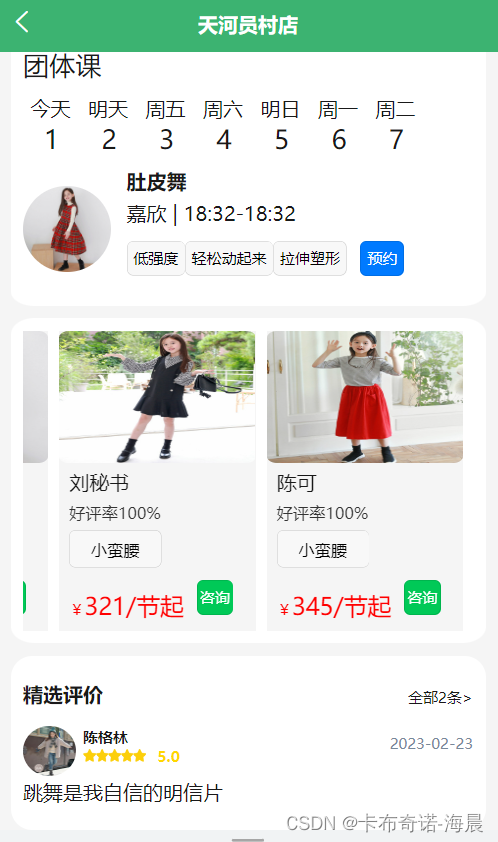 天河员村店
团体课
今天 明天 周五 周六 明日 周一 周二
1 2 3 4 5 6 7
肚皮舞
嘉欣 | 18:32-18:32
低强度 轻松动起来 拉伸塑形 预约
刘秘书 陈可
好评率100% 好评率100%
小蛮腰 小蛮腰
¥321/节起 咨询 ¥345/节起 咨询
精选评价 全部2条>
陈格林 2023-02-23
5.0
跳舞是我自信的明信片
CSDN @卡布奇诺-海晨